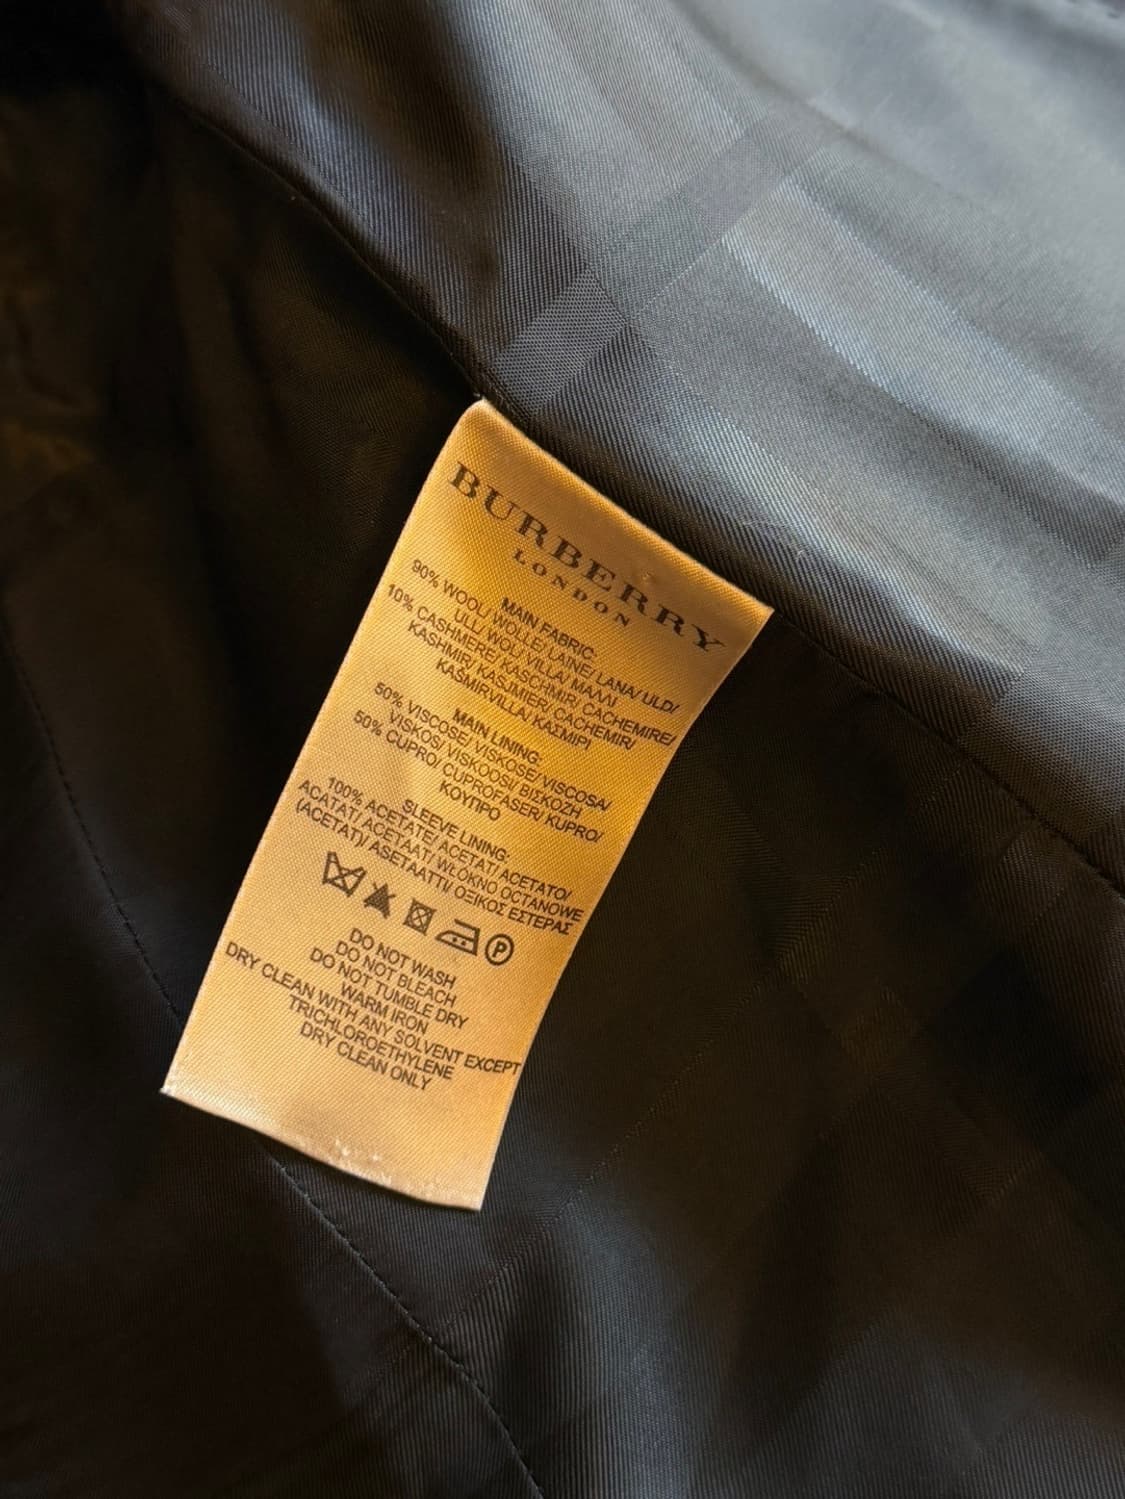 BURBERRY
LONDON
MAIN FABRIC:
90% WOOL/ WOLLE/ LAINE/ LANA/ ULD/
ULL/ WOL/ VILLA/ ΜΑΛΛΙ
10% CASHMERE/ KASCHMIR/ CACHEMIRE/
KASHMIR/ KASJMIER/ CACHEMIR/
KAŠMIRVILLA/ ΚΑΣΜΙΡΙ
MAIN LINING:
50% VISCOSE/ VISKOSE/ VISCOSA/
VISKOS/ VISKOOSI/ ΒΙΣΚΟΖΗ
50% CUPRO/ CUPROFASER/ KUPRO/
ΚΟΥΠΡΟ
SLEEVE LINING:
100% ACETATE/ ACETAT/ ACETATO/
ACATAT/ ACETAAT/ WŁOKNO OCTANOWE
(ACETAT)/ ASETAATTI/ ΟΞΙΚΟΣ ΕΣΤΕΡΑΣ
P
DO NOT WASH
DO NOT BLEACH
DO NOT TUMBLE DRY
WARM IRON
DRY CLEAN WITH ANY SOLVENT EXCEPT
TRICHLOROETHYLENE
DRY CLEAN ONLY